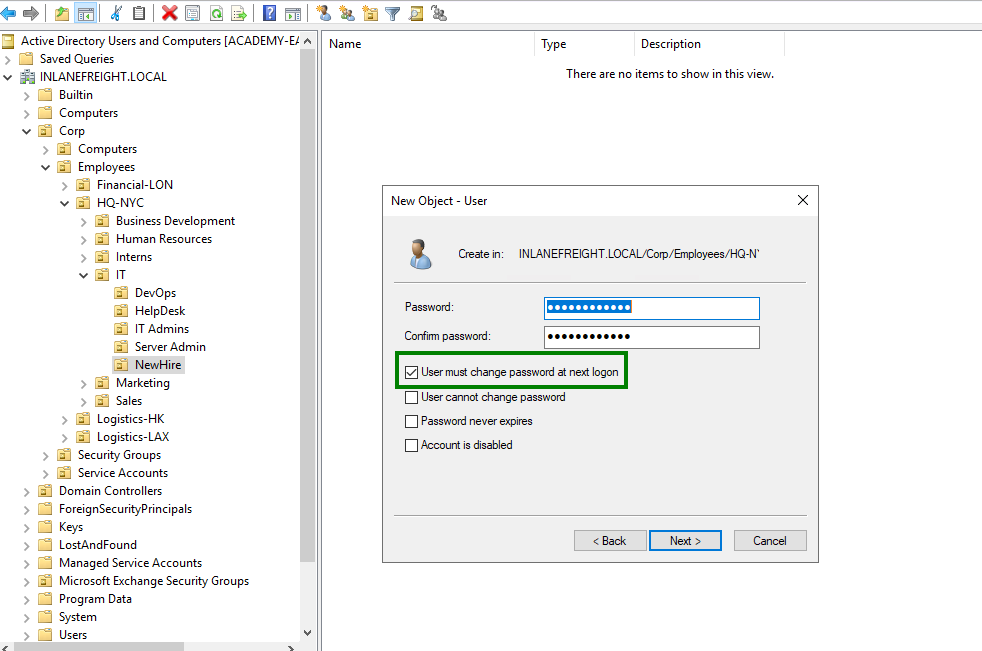 Active Directory Users and Computers [ACADEMY-EA
Saved Queries
INLANEFREIGHT.LOCAL
Builtin
Computers
Corp
Computers
Employees
Financial-LON
HQ-NYC
Business Development
Human Resources
Interns
IT
DevOps
HelpDesk
IT Admins
Server Admin
NewHire
Marketing
Sales
Logistics-HK
Logistics-LAX
Security Groups
Service Accounts
Domain Controllers
ForeignSecurityPrincipals
Keys
LostAndFound
Managed Service Accounts
Microsoft Exchange Security Groups
Program Data
System
Users
Name Type Description
There are no items to show in this view.
New Object - User
Create in: INLANEFREIGHT.LOCAL/Corp/Employees/HQ-N
Password: ●●●●●●●●●●●●
Confirm password: ●●●●●●●●●●●●
User must change password at next logon
User cannot change password
Password never expires
Account is disabled
< Back Next > Cancel